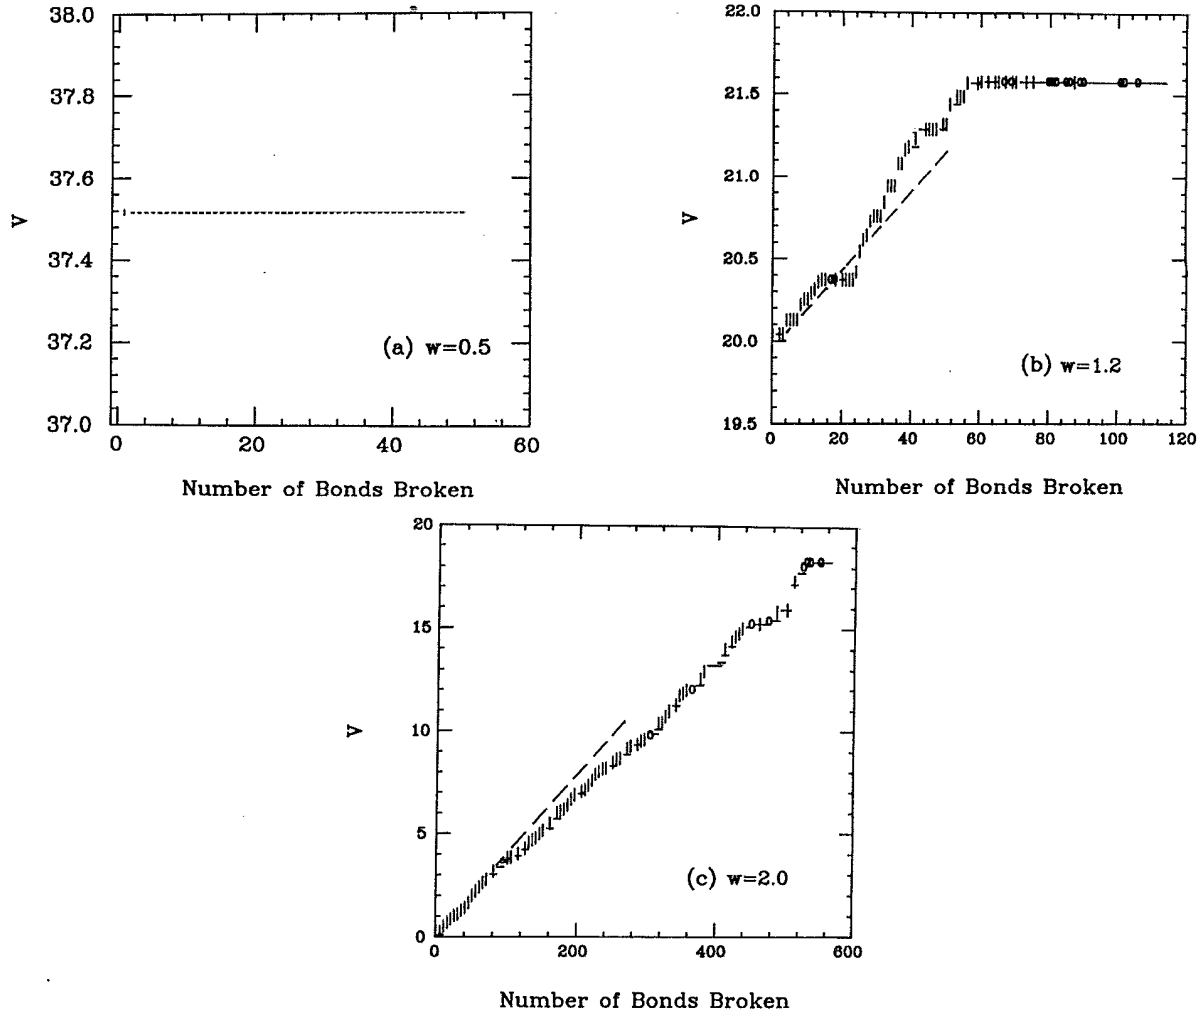 38.0
37.8
37.6
37.4
37.2
37.0
V
0 20 40 60
(a) w=0.5
Number of Bonds Broken
22.0
21.5
21.0
20.5
20.0
19.5
V
0 20 40 60 80 100 120
(b) w=1.2
Number of Bonds Broken
20
15
10
5
0
V
0 200 400 600
(c) w=2.0
Number of Bonds Broken